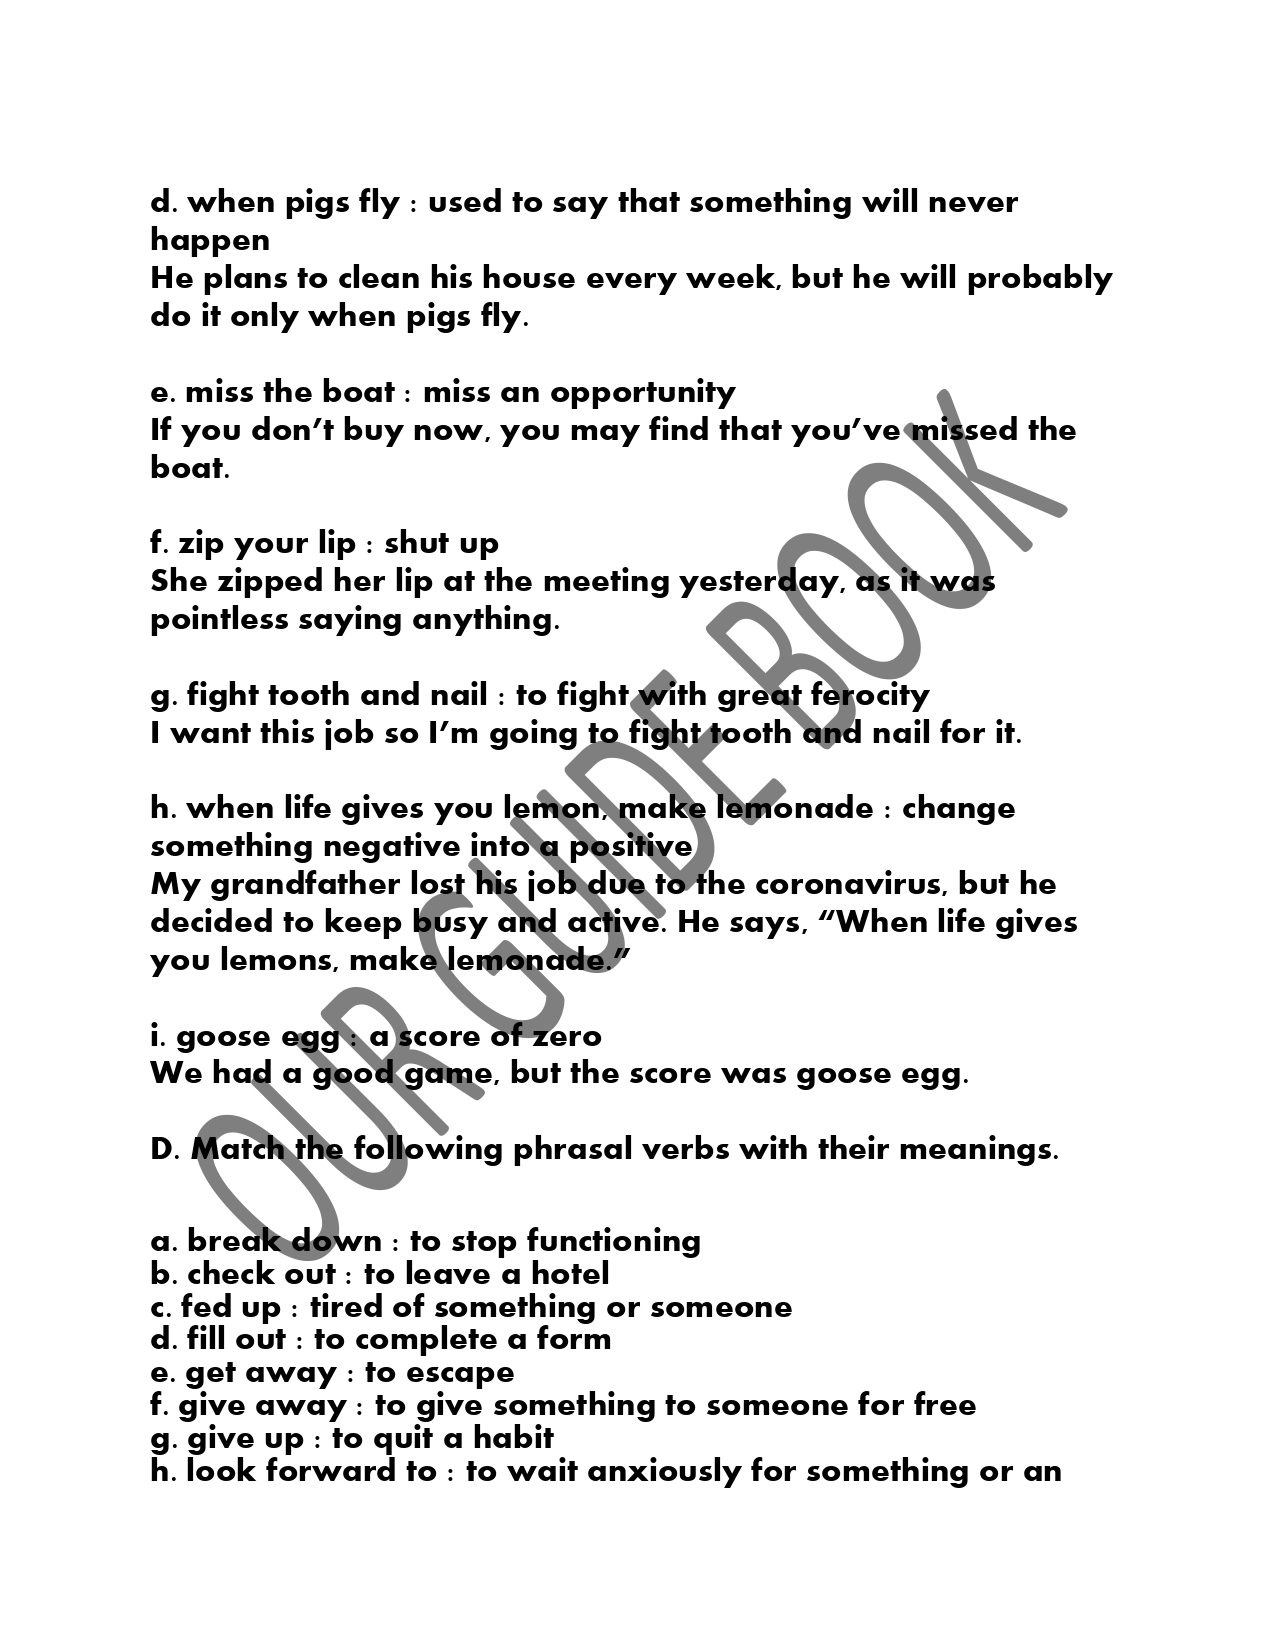 d. when pigs fly : used to say that something will never
happen
He plans to clean his house every week, but he will probably
do it only when pigs fly.
e. miss the boat : miss an opportunity
If you don’t buy now, you may find that you’ve missed the
boat.
f. zip your lip : shut up
She zipped her lip at the meeting yesterday, as it was
pointless saying anything.
g. fight tooth and nail : to fight with great ferocity
I want this job so I’m going to fight tooth and nail for it.
h. when life gives you lemon, make lemonade : change
something negative into a positive
My grandfather lost his job due to the coronavirus, but he
decided to keep busy and active. He says, “When life gives
you lemons, make lemonade.”
i. goose egg : a score of zero
We had a good game, but the score was goose egg.
D. Match the following phrasal verbs with their meanings.
a. break down : to stop functioning
b. check out : to leave a hotel
c. fed up : tired of something or someone
d. fill out : to complete a form
e. get away : to escape
f. give away : to give something to someone for free
g. give up : to quit a habit
h. look forward to : to wait anxiously for something or an
OUR GUIDE BOOK